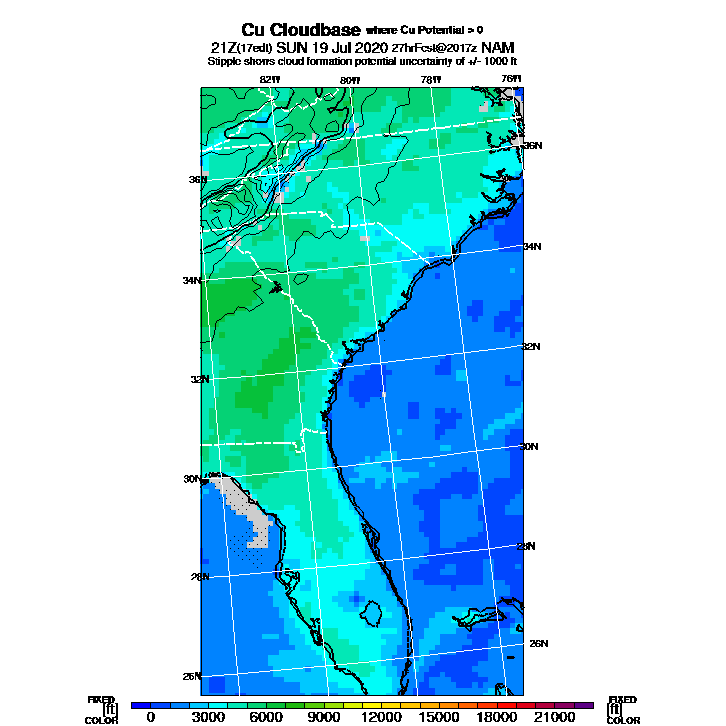 Cu Cloudbase where Cu Potential > 0
21Z(17edt) SUN 19 Jul 2020 27hrFcst@2017z NAM
Stipple shows cloud formation potential uncertainty of +/- 1000 ft
82W 80W 78W 76W
36N
36N
34N
34N
32N
32N
30N
30N
28N
28N
26N
26N
FIXED FIXED
[ft] [ft]
COLOR COLOR
0 3000 6000 9000 12000 15000 18000 21000